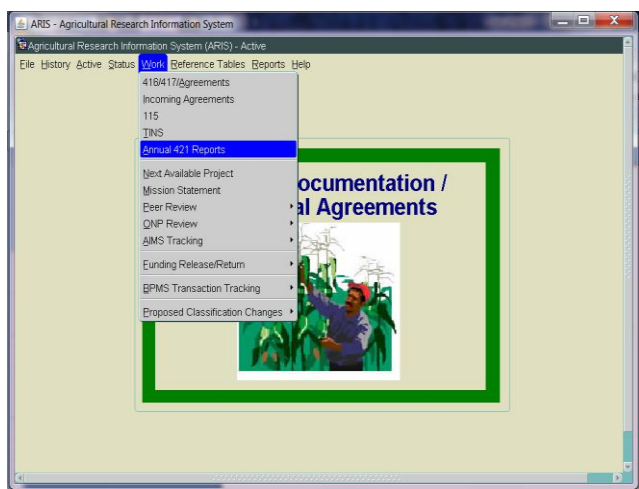 ARIS - Agricultural Research Information System
Agricultural Research Information System (ARIS) - Active
File History Active Status Work Reference Tables Reports Help
416/417/Agreements
Incoming Agreements
115
TINS
Annual 421 Reports
Next Available Project
Mission Statement
Peer Review
ONP Review
AIMS Tracking
Funding Release/Return
BPMS Transaction Tracking
Proposed Classification Changes
ocumentation /
al Agreements